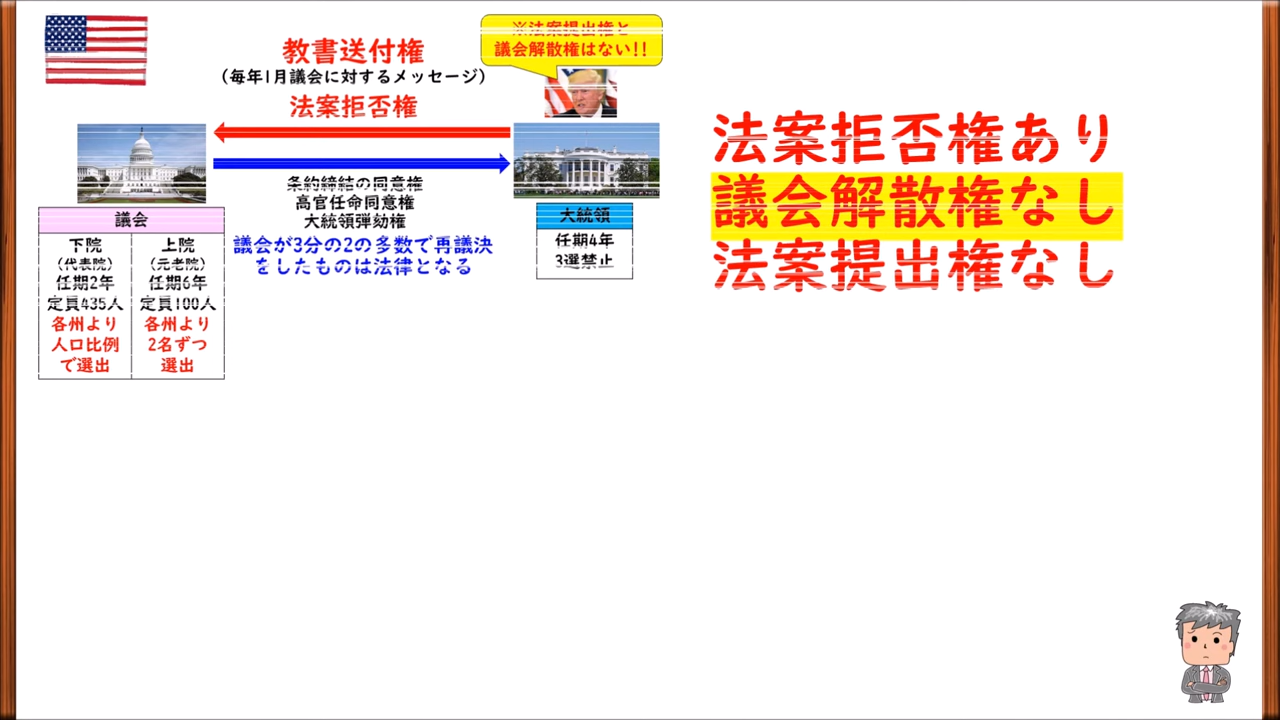 ※法案提出権と
議会解散権はない!!
教書送付権
(毎年1月議会に対するメッセージ)
法案拒否権
条約締結の同意権
高官任命同意権
大統領弾劾権
議会が3分の2の多数で再議決
をしたものは法律となる
議会
下院
(代表院)
任期2年
定員435人
各州より
人口比例
で選出
上院
(元老院)
任期6年
定員100人
各州より
2名ずつ
選出
大統領
任期4年
3選禁止
法案拒否権あり
議会解散権なし
法案提出権なし